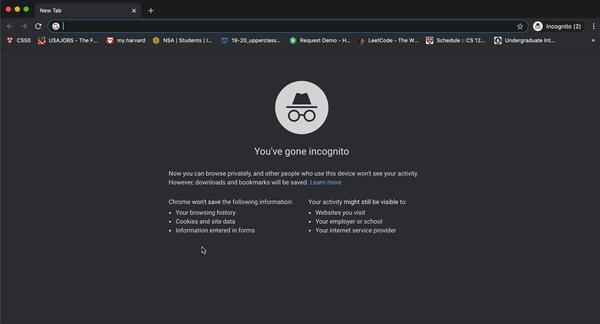 New Tab
Incognito (2)
CS50 USAJOBS - The F... my.harvard NSA | Students | I... 19-20_upperclass... Request Demo - H... LeetCode - The W... Schedule :: CS 12... Undergraduate Int...
You've gone incognito
Now you can browse privately, and other people who use this device won't see your activity.
However, downloads and bookmarks will be saved. Learn more
Chrome won't save the following information:
Your browsing history
Cookies and site data
Information entered in forms
Your activity might still be visible to:
Websites you visit
Your employer or school
Your internet service provider